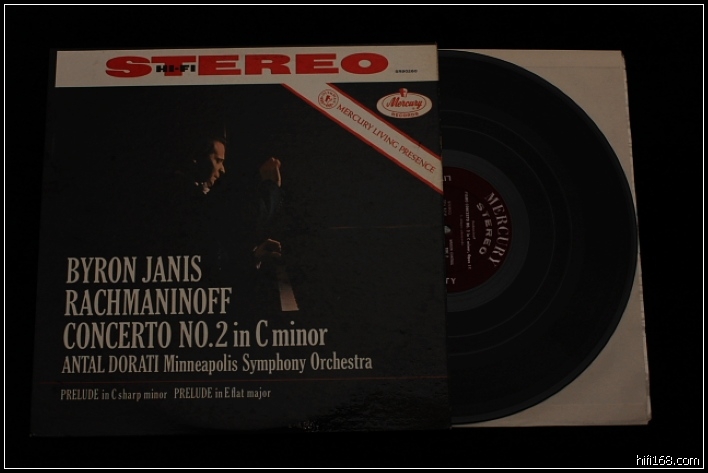 STEREO
HI-FI
Mercury
RECORDS
MERCURY LIVING PRESENCE
BYRON JANIS
RACHMANINOFF
CONCERTO NO.2 in C minor
ANTAL DORATI Minneapolis Symphony Orchestra
PRELUDE in C sharp minor PRELUDE in E flat major
MERCURY
STEREO
hifi168.com